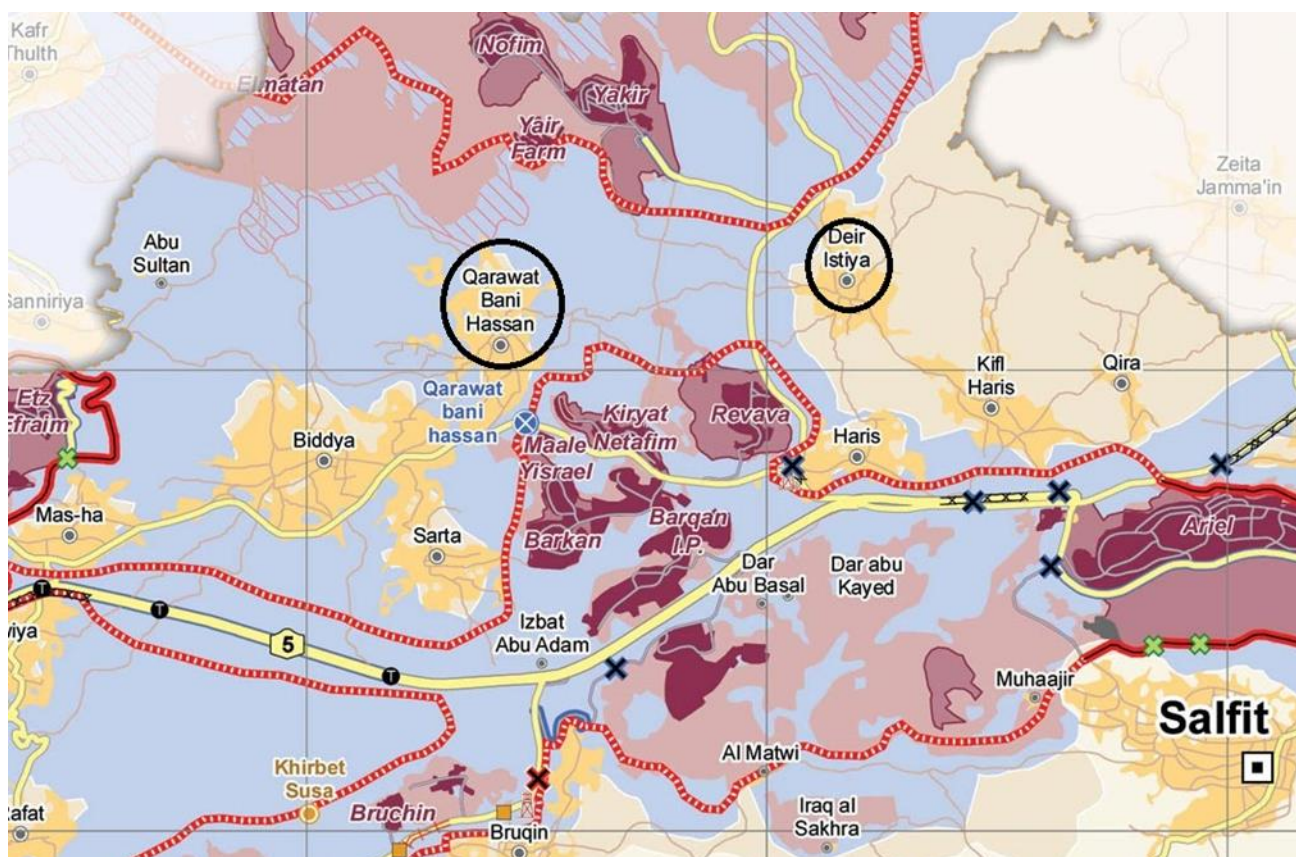 Kafr
Thulth
Nofim
Elmatan
Yakir
Yair
Farm
Zeita
Jamma'in
Abu
Sultan
Deir
Istiya
Qarawat
Bani
Hassan
Sanniriya
Etz
Efraim
Qarawat
bani
hassan
Kiryat
Netafim
Revava
Kifl
Haris
Qira
Biddya
Maale
Yisrael
Haris
Mas-ha
Sarta
Barkan
Barqan
I.P.
Ariel
Dar
Abu Basal
Dar abu
Kayed
T
T
5
T
Izbat
Abu Adam
Muhaajir
Salfit
Al Matwi
Khirbet
Susa
Bruchin
Iraq al
Sakhra
Bruqin